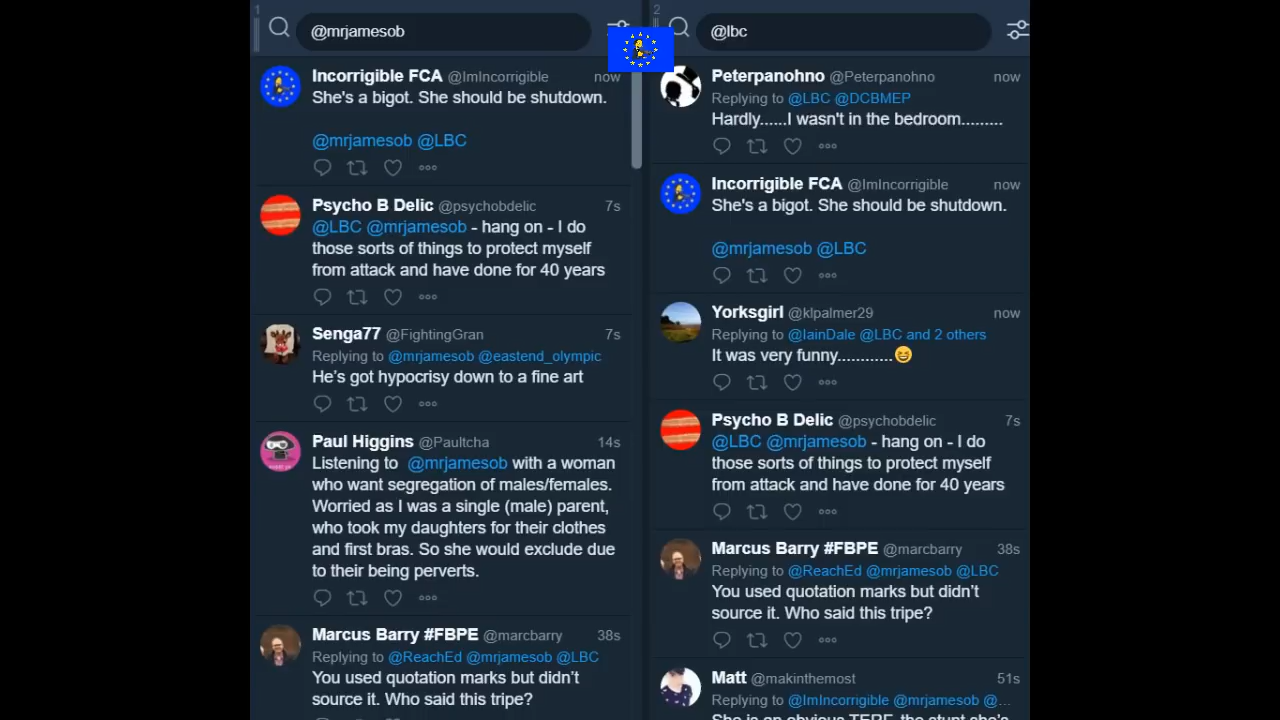 1
@mrjamesob
Incorrigible FCA @ImIncorrigible now
She's a bigot. She should be shutdown.
@mrjamesob @LBC
Psycho B Delic @psychobdelic 7s
@LBC @mrjamesob - hang on - I do
those sorts of things to protect myself
from attack and have done for 40 years
Senga77 @FightingGran 7s
Replying to @mrjamesob @eastend_olympic
He's got hypocrisy down to a fine art
Paul Higgins @Paultcha 14s
Listening to @mrjamesob with a woman
who want segregation of males/females.
Worried as I was a single (male) parent,
who took my daughters for their clothes
and first bras. So she would exclude due
to their being perverts.
Marcus Barry #FBPE @marcbarry 38s
Replying to @ReachEd @mrjamesob @LBC
You used quotation marks but didn't
source it. Who said this tripe?
2
@lbc
Peterpanohno @Peterpanohno now
Replying to @LBC @DCBMEP
Hardly......I wasn't in the bedroom.........
Incorrigible FCA @ImIncorrigible now
She's a bigot. She should be shutdown.
@mrjamesob @LBC
Yorksgirl @klpalmer29 now
Replying to @IainDale @LBC and 2 others
It was very funny............😆
Psycho B Delic @psychobdelic 7s
@LBC @mrjamesob - hang on - I do
those sorts of things to protect myself
from attack and have done for 40 years
Marcus Barry #FBPE @marcbarry 38s
Replying to @ReachEd @mrjamesob @LBC
You used quotation marks but didn't
source it. Who said this tripe?
Matt @makinthemost 51s
Replying to @ImIncorrigible @mrjamesob @...
She is an obvious TERF, the stunt she's